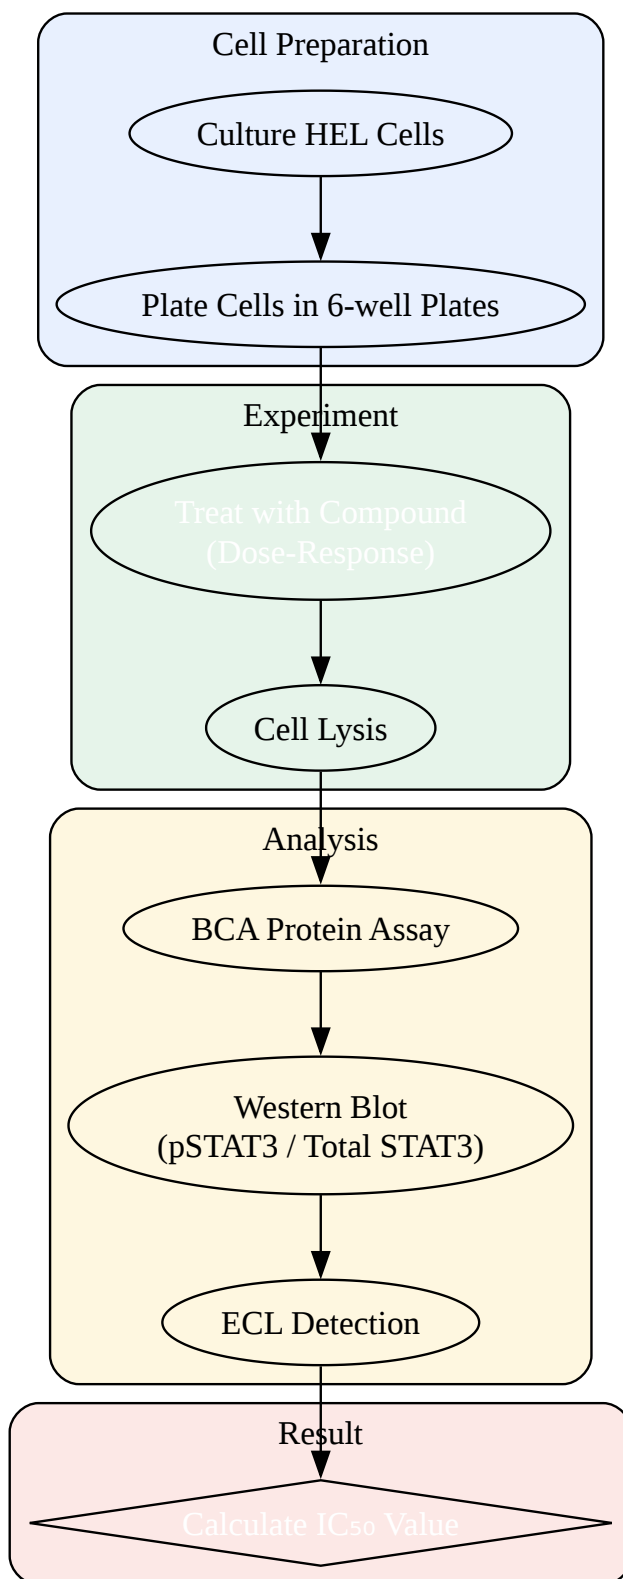 Cell Preparation
Culture HEL Cells
Plate Cells in 6-well Plates
Experiment
Treat with Compound
(Dose-Response)
Cell Lysis
Analysis
BCA Protein Assay
Western Blot
(pSTAT3 / Total STAT3)
ECL Detection
Result
Calculate IC₅₀ Value